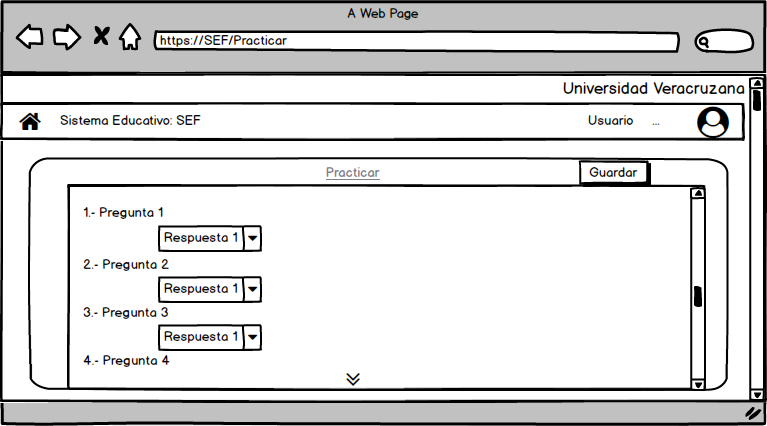 A Web Page
https://SEF/Practicar
Universidad Veracruzana
Sistema Educativo: SEF
Usuario ...
Practicar
Guardar
1.- Pregunta 1
Respuesta 1
2.- Pregunta 2
Respuesta 1
3.- Pregunta 3
Respuesta 1
4.- Pregunta 4